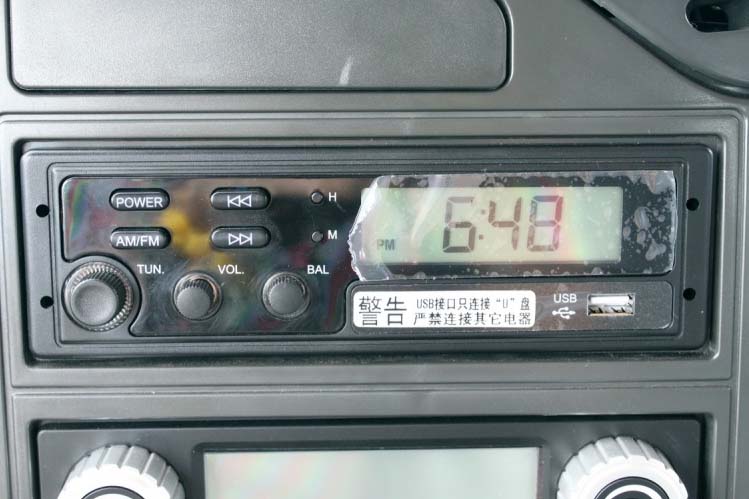 POWER
H
AM/FM
M
PM 6:48
TUN.
VOL.
BAL
警告
USB接口只连接“U”盘
严禁连接其它电器
USB